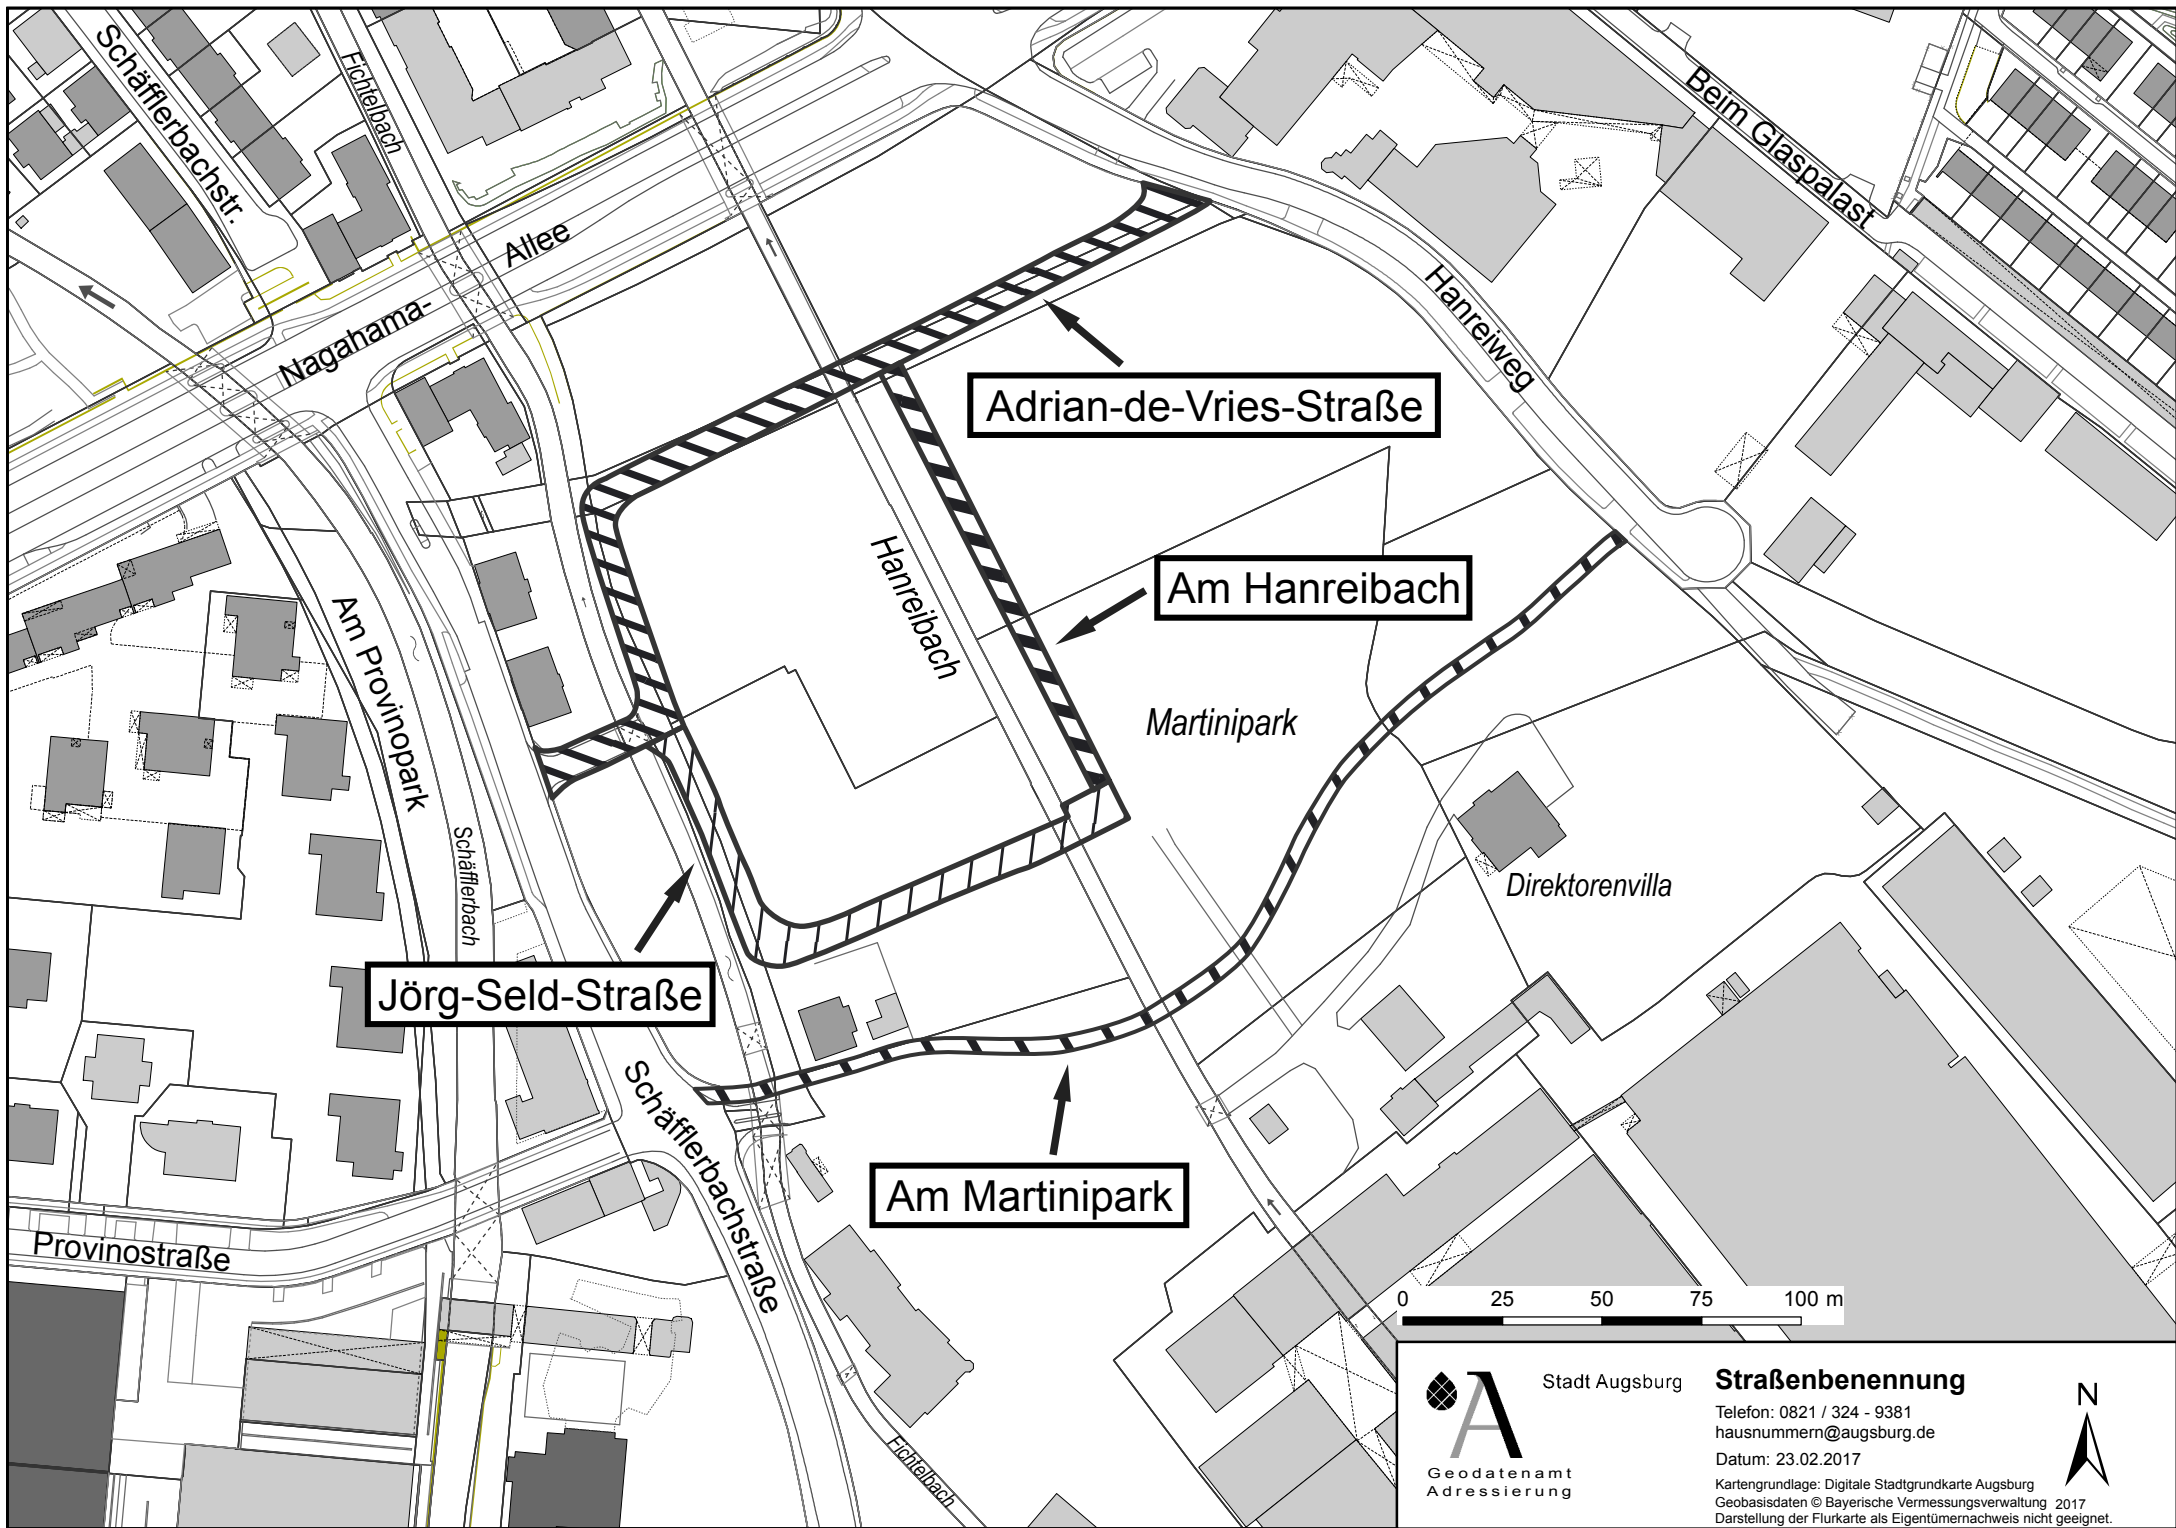 Schäfflerbachstr.
Fichtelbach
Nagahama-
Allee
Beim Glaspalast
Hanreiweg
Adrian-de-Vries-Straße
Am Hanreibach
Hanreibach
Am Provinopark
Schäfflerbach
Martinipark
Direktorenvilla
Jörg-Seld-Straße
Am Martinipark
Schäfflerbachstraße
Provinostraße
Fichtelbach
0 25 50 75 100 m
Stadt Augsburg
Geodatenamt
Adressierung
Straßenbenennung
Telefon: 0821 / 324 - 9381
hausnummern@augsburg.de
Datum: 23.02.2017
Kartengrundlage: Digitale Stadtgrundkarte Augsburg
Geobasisdaten © Bayerische Vermessungsverwaltung 2017
Darstellung der Flurkarte als Eigentümernachweis nicht geeignet.
N